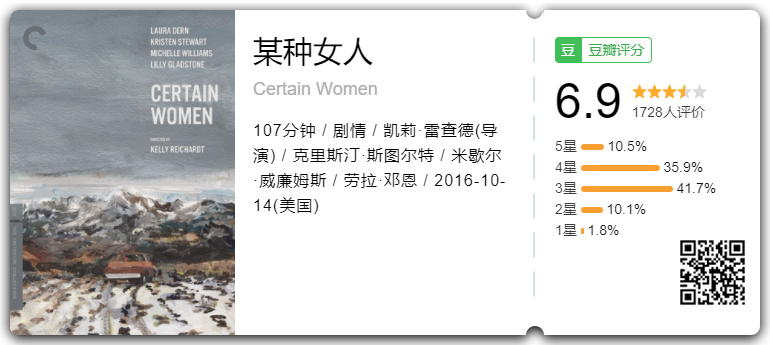 LAURA DERN
KRISTEN STEWART
MICHELLE WILLIAMS
LILY GLADSTONE
CERTAIN
WOMEN
DIRECTED BY
KELLY REICHARDT
某种女人
Certain Women
107分钟 / 剧情 / 凯莉·雷查德(导
演) / 克里斯汀·斯图尔特 / 米歇尔
·威廉姆斯 / 劳拉·邓恩 / 2016-10-
14(美国)
豆 豆瓣评分
6.9
1728人评价
5星 10.5%
4星 35.9%
3星 41.7%
2星 10.1%
1星 1.8%